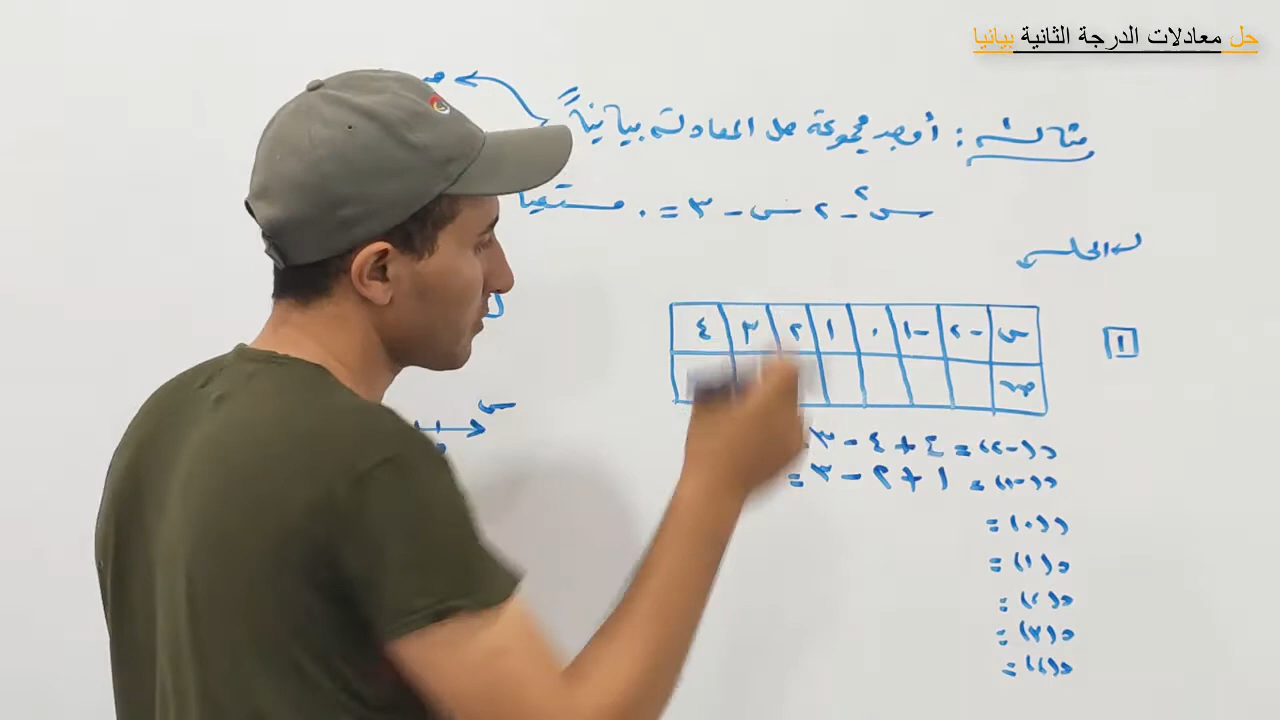 حل معادلات الدرجة الثانية بيانيا
مثال : أوجد مجموعة حل المعادلة بيانياً
س² - ٢ س - ٣ = ٠ مستعينا
الحل
١
س -٢ -١ ٠ ١ ٢ ٣ ٤
ص
د(-٢) = ٤ + ٤ - ٣
د(-١) = ١ + ٢ - ٣ =
د(٠) =
د(١) =
د(٢) =
د(٣) =
د(٤) =
س